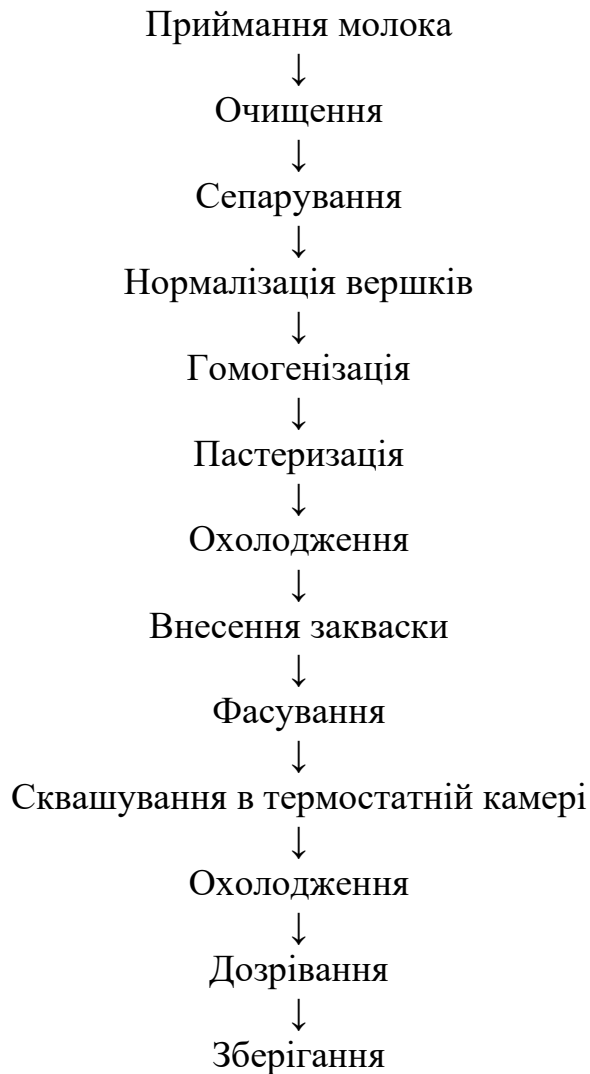 Приймання молока
↓
Очищення
↓
Сепарування
↓
Нормалізація вершків
↓
Гомогенізація
↓
Пастеризація
↓
Охолодження
↓
Внесення закваски
↓
Фасування
↓
Сквашування в термостатній камері
↓
Охолодження
↓
Дозрівання
↓
Зберігання